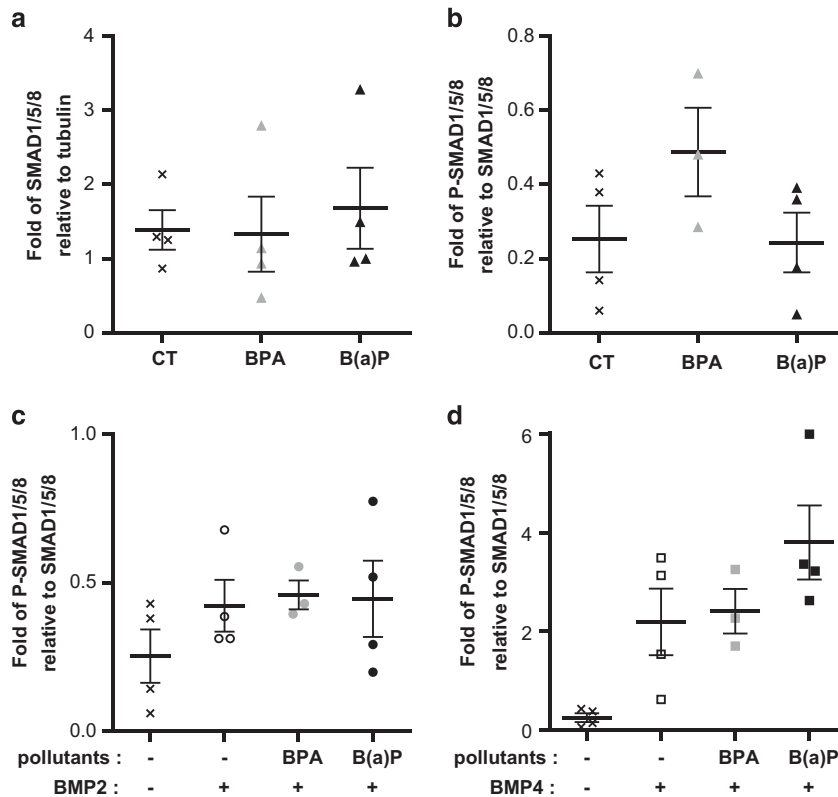 a
Fold of SMAD1/5/8
relative to tubulin
4
3
2
1
0
CT BPA B(a)P
b
Fold of P-SMAD1/5/8
relative to SMAD1/5/8
0.8
0.6
0.4
0.2
0.0
CT BPA B(a)P
c
Fold of P-SMAD1/5/8
relative to SMAD1/5/8
1.0
0.5
0.0
pollutants : - - BPA B(a)P
BMP2 : - + + +
d
Fold of P-SMAD1/5/8
relative to SMAD1/5/8
6
4
2
0
pollutants : - - BPA B(a)P
BMP4 : - + + +